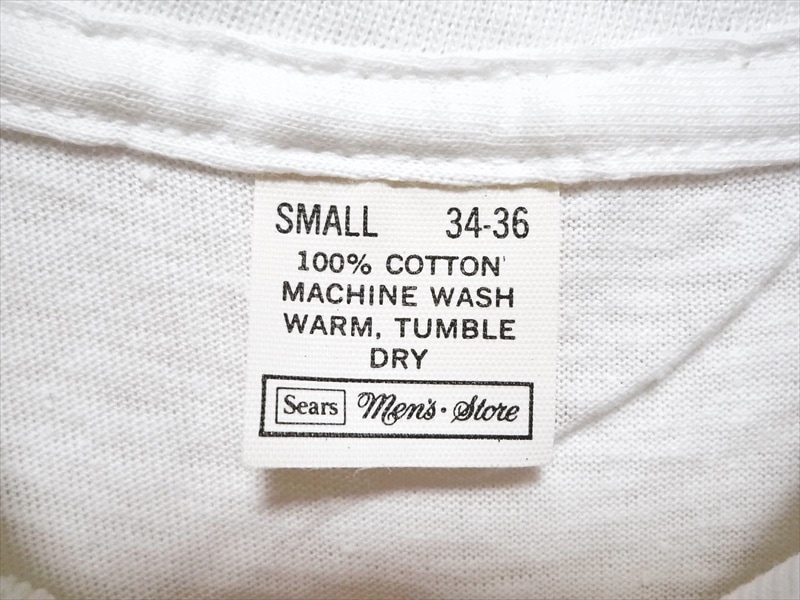 SMALL 34-36
100% COTTON
MACHINE WASH
WARM, TUMBLE
DRY
Sears Men's · Store